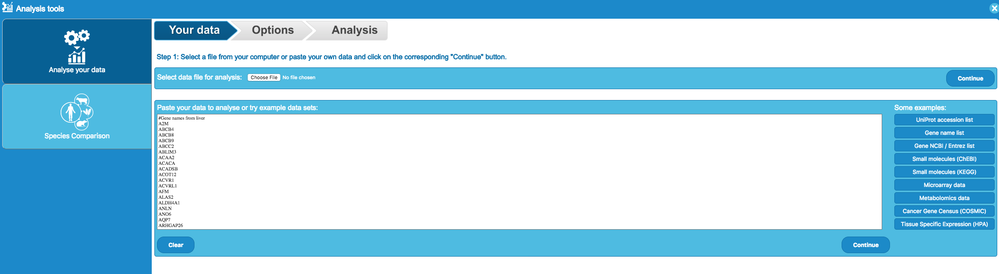 Analysis tools
Analyse your data
Species Comparison
Your data
Options
Analysis
Step 1: Select a file from your computer or paste your own data and click on the corresponding "Continue" button.
Select data file for analysis:
Choose File
No file chosen
Continue
Paste your data to analyse or try example data sets:
#Gene names from liver
A2M
ABCB4
ABCB8
ABCB9
ABCC2
ABLIM3
ACAA2
ACACA
ACADSB
ACOT12
ACVR1
ACVRL1
AFM
ALAS2
ALDH4A1
ANLN
ANO6
AQP7
ARHGAP26
Clear
Continue
Some examples:
UniProt accession list
Gene name list
Gene NCBI / Entrez list
Small molecules (ChEBI)
Small molecules (KEGG)
Microarray data
Metabolomics data
Cancer Gene Census (COSMIC)
Tissue Specific Expression (HPA)